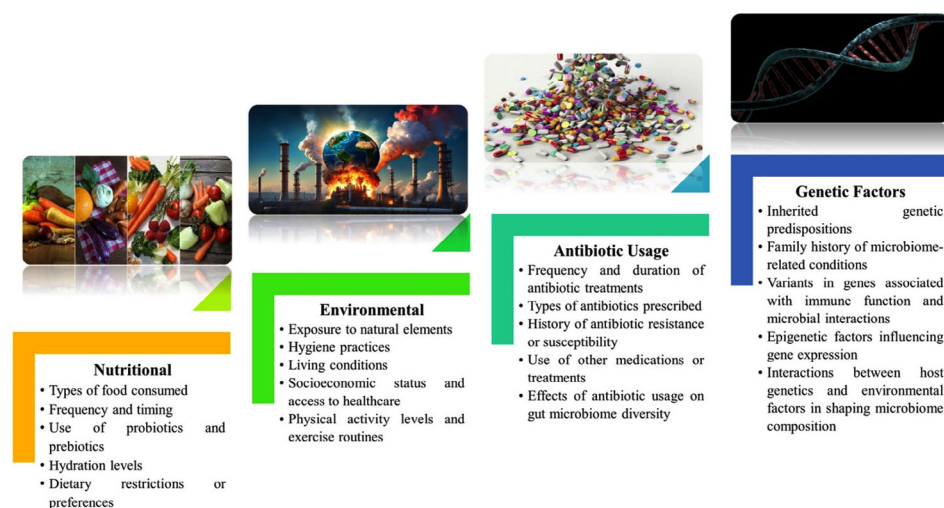 Nutritional
• Types of food consumed
• Frequency and timing
• Use of probiotics and
prebiotics
• Hydration levels
• Dietary restrictions or
preferences
Environmental
• Exposure to natural elements
• Hygiene practices
• Living conditions
• Socioeconomic status and
access to healthcare
• Physical activity levels and
exercise routines
Antibiotic Usage
• Frequency and duration of
antibiotic treatments
• Types of antibiotics prescribed
• History of antibiotic resistance
or susceptibility
• Use of other medications or
treatments
• Effects of antibiotic usage on
gut microbiome diversity
Genetic Factors
• Inherited genetic
predispositions
• Family history of microbiome-
related conditions
• Variants in genes associated
with immune function and
microbial interactions
• Epigenetic factors influencing
gene expression
• Interactions between host
genetics and environmental
factors in shaping microbiome
composition